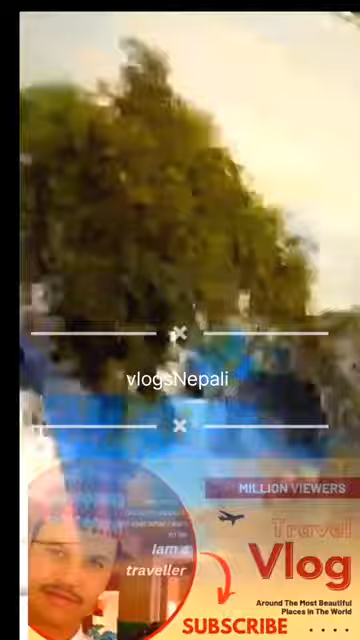 vlogsNepali
MILLION VIEWERS
Travel
Vlog
Iam a
traveller
Around The Most Beautiful
Places In The World
SUBSCRIBE